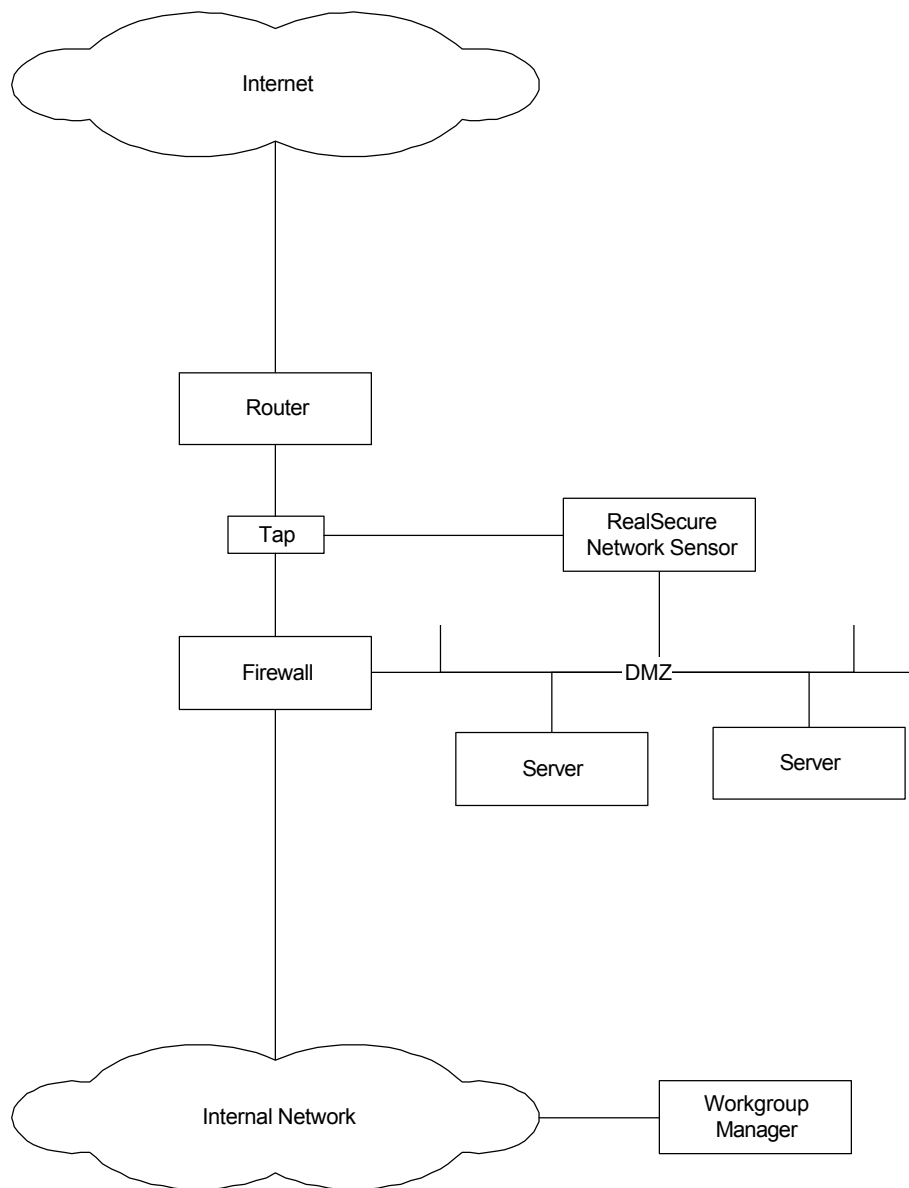 Internet
Router
Tap
RealSecure
Network Sensor
Firewall
DMZ
Server
Server
Internal Network
Workgroup
Manager